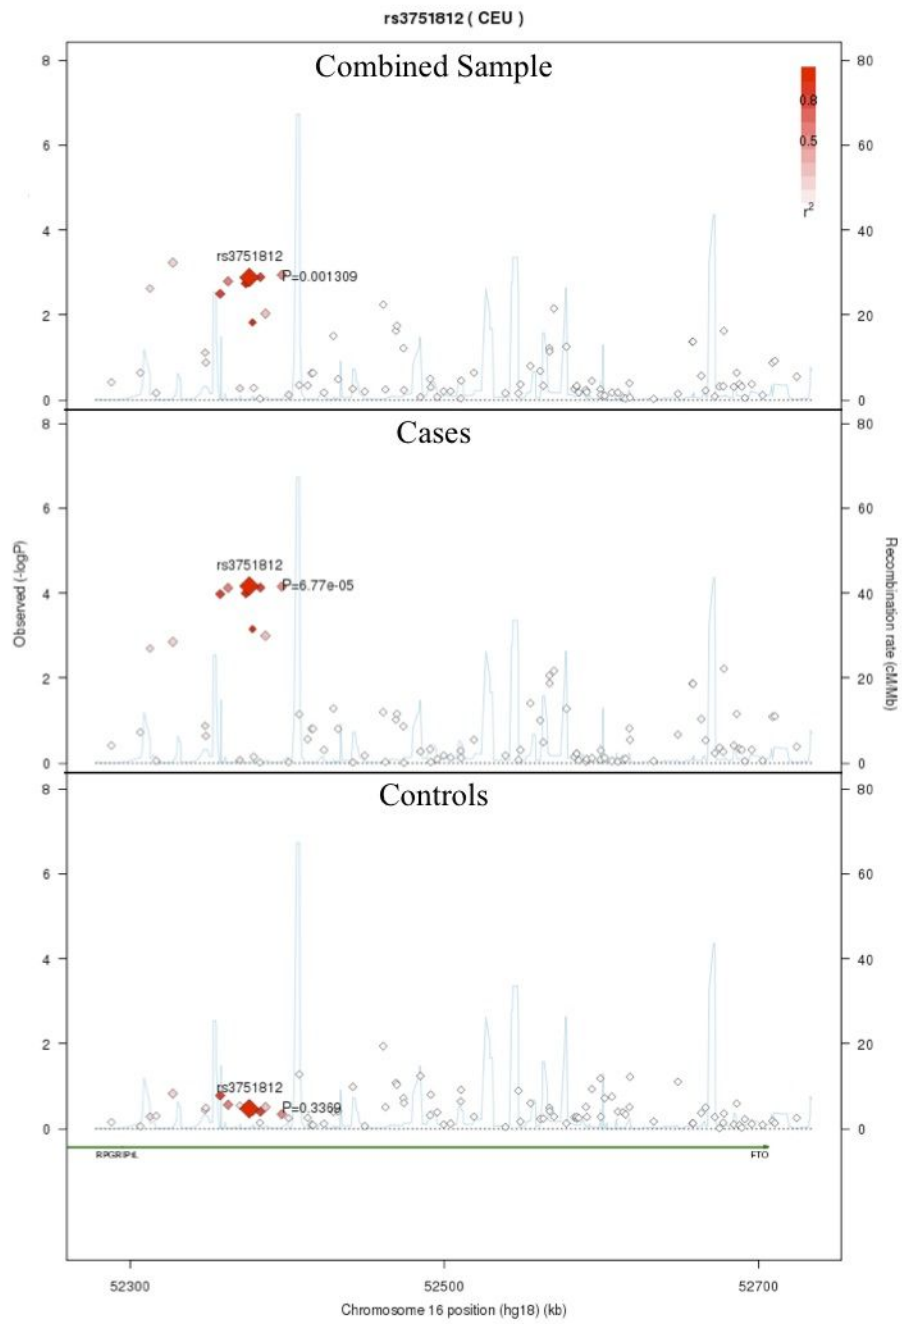 rs3751812 ( CEU )
Combined Sample
8
6
4
2
0
80
60
40
20
0
0.8
0.5
r2
rs3751812
P=0.001309
Cases
8
6
4
2
0
80
60
40
20
0
rs3751812
P=6.77e-05
Observed (-logP)
Recombination rate (cM/Mb)
Controls
8
6
4
2
0
80
60
40
20
0
rs3751812
P=0.3369
RPGRIP1L
FTO
52300
52500
52700
Chromosome 16 position (hg18) (kb)